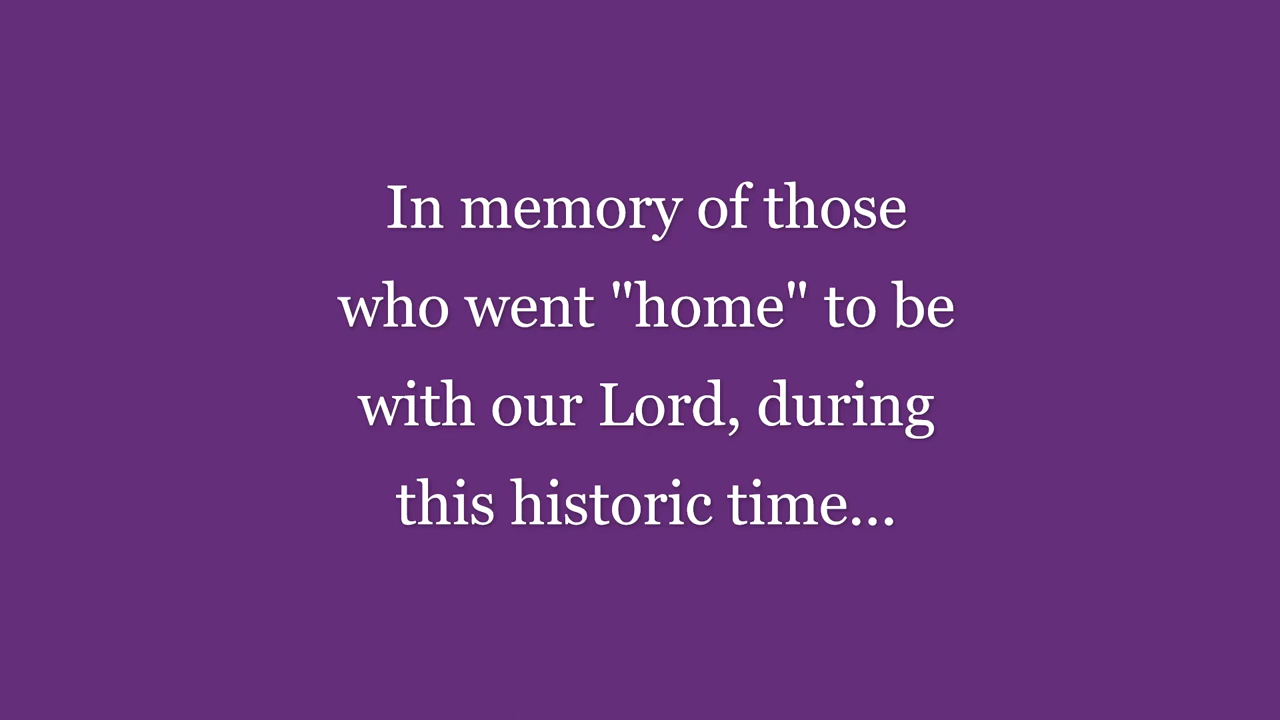 In memory of those
who went "home" to be
with our Lord, during
this historic time...